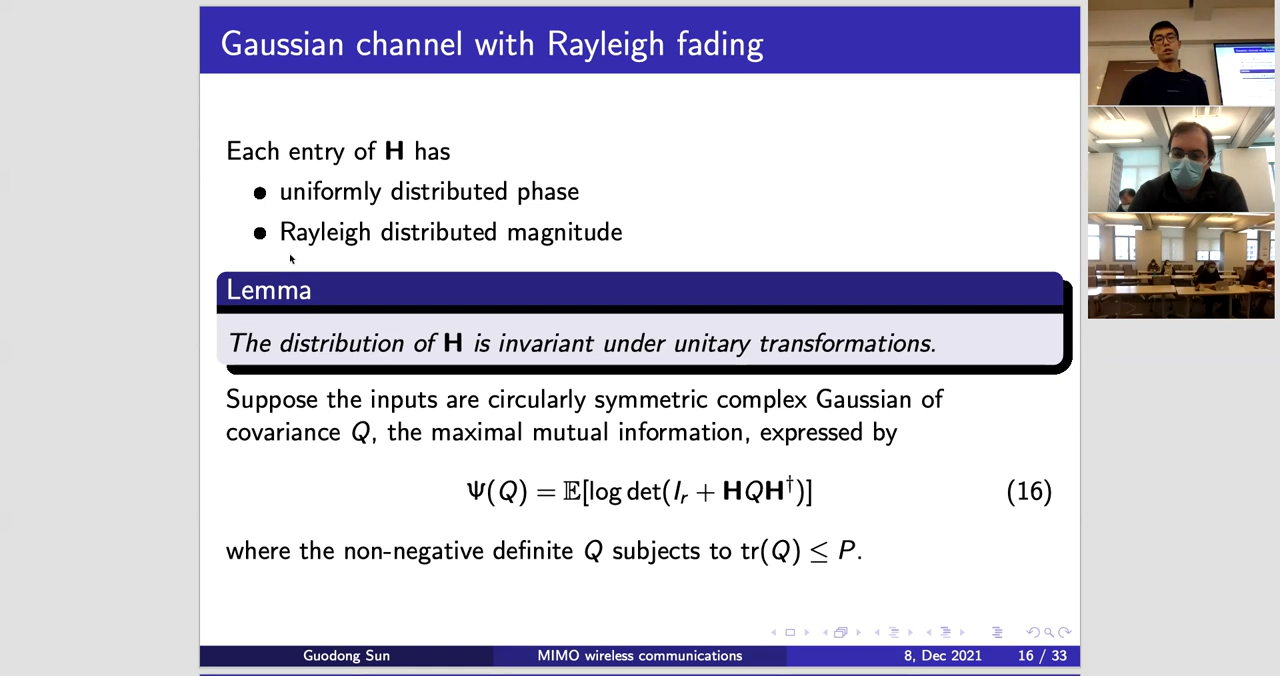 Gaussian channel with Rayleigh fading
Each entry of H has
● uniformly distributed phase
● Rayleigh distributed magnitude
Lemma
The distribution of H is invariant under unitary transformations.
Suppose the inputs are circularly symmetric complex Gaussian of
covariance Q, the maximal mutual information, expressed by
Ψ(Q) = 𝔼[log det(I_r + HQH†)] (16)
where the non-negative definite Q subjects to tr(Q) ≤ P.
Guodong Sun MIMO wireless communications 8, Dec 2021 16 / 33